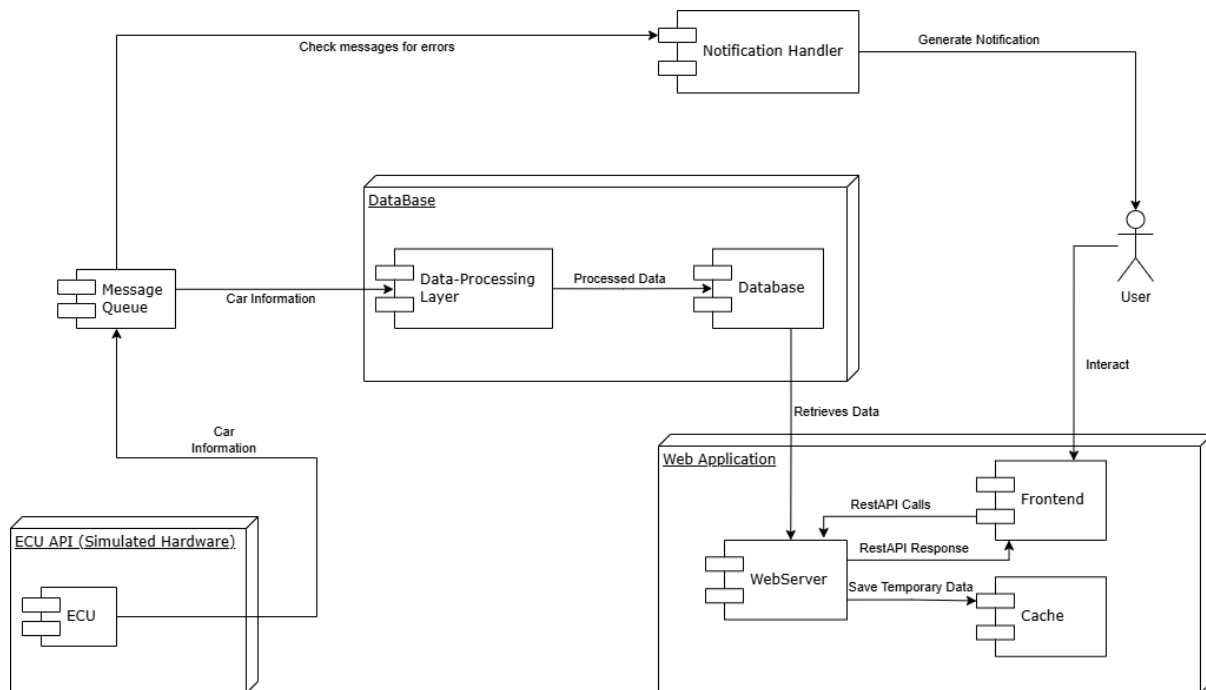 Check messages for errors
Notification Handler
Generate Notification
DataBase
Data-Processing
Layer
Processed Data
Database
Message
Queue
Car Information
User
Interact
Retrieves Data
Car
Information
Web Application
Frontend
RestAPI Calls
RestAPI Response
WebServer
Save Temporary Data
Cache
ECU API (Simulated Hardware)
ECU